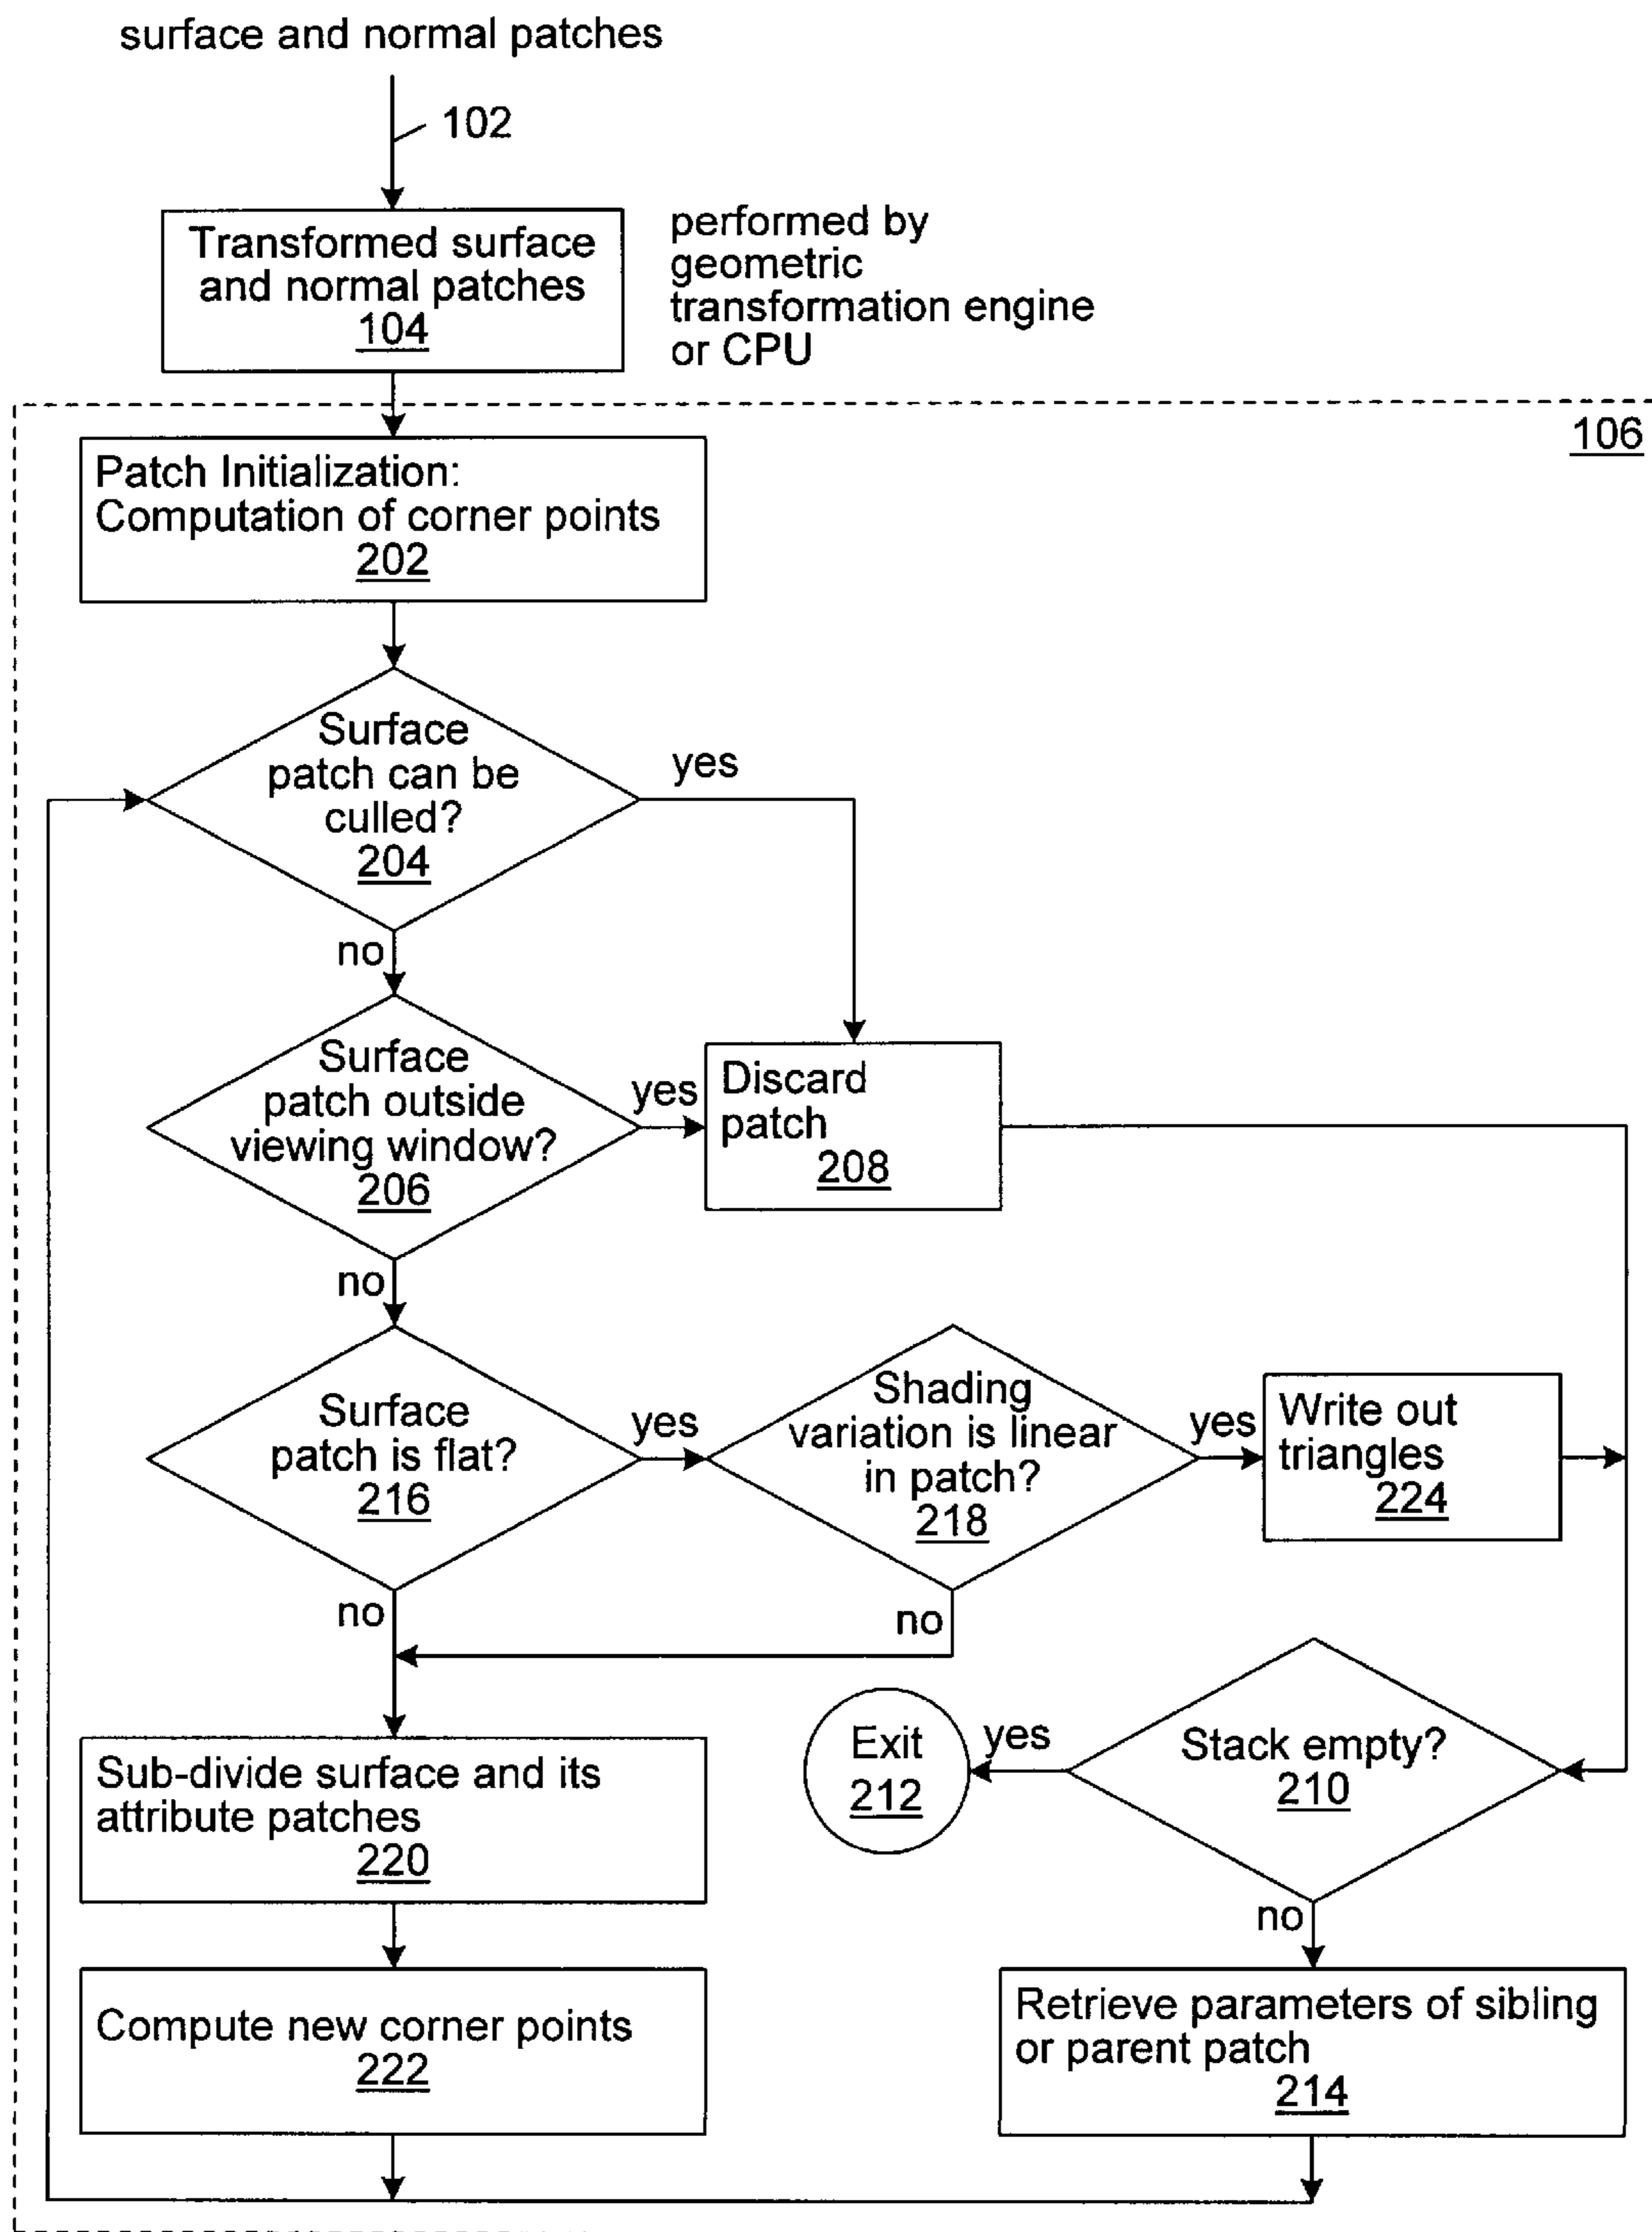 surface and normal patches
102
Transformed surface
and normal patches
104
performed by
geometric
transformation engine
or CPU
106
Patch Initialization:
Computation of corner points
202
Surface
patch can be
culled?
204
yes
no
Surface
patch outside
viewing window?
206
yes
Discard
patch
208
no
Surface
patch is flat?
216
yes
Shading
variation is linear
in patch?
218
yes
Write out
triangles
224
no
no
Sub-divide surface and its
attribute patches
220
Exit
212
yes
Stack empty?
210
no
Compute new corner points
222
Retrieve parameters of sibling
or parent patch
214